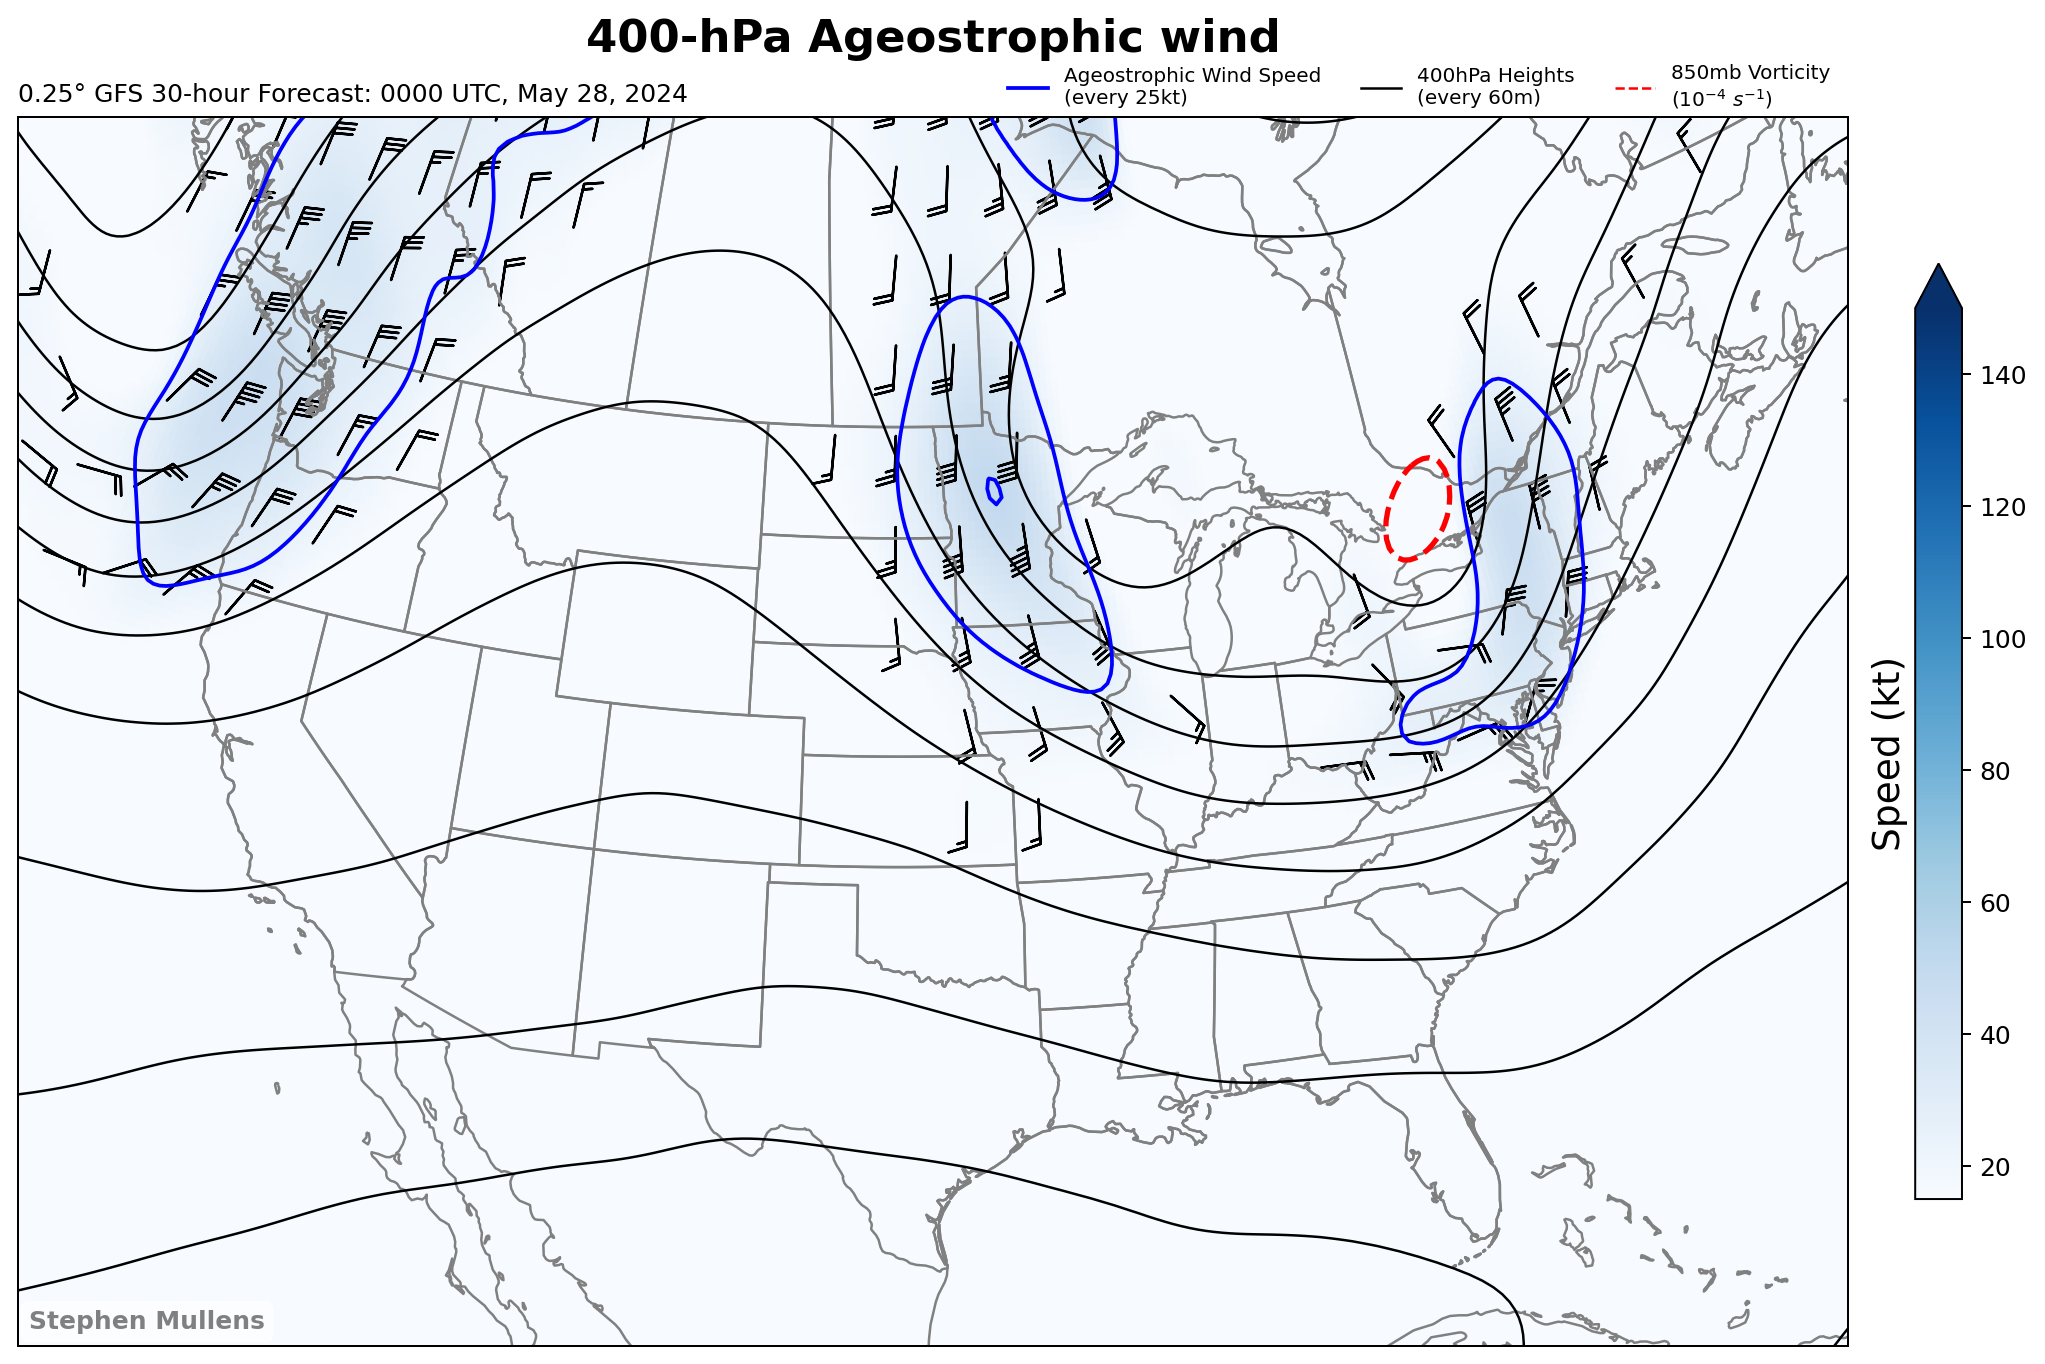 400-hPa Ageostrophic wind
0.25° GFS 30-hour Forecast: 0000 UTC, May 28, 2024
Ageostrophic Wind Speed
(every 25kt)
400hPa Heights
(every 60m)
850mb Vorticity
(10⁻⁴ s⁻¹)
140
120
100
80
60
40
20
Speed (kt)
Stephen Mullens